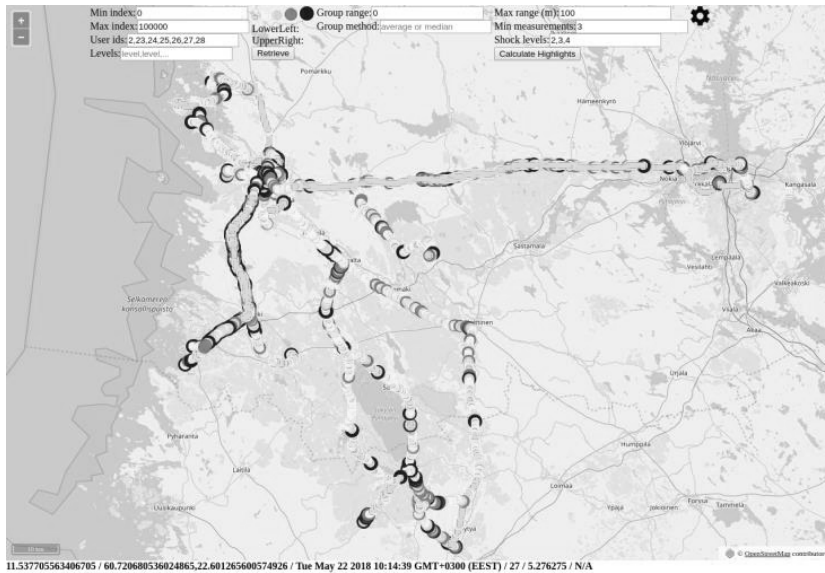 Min index: 0
Max index: 100000
User ids: 2,23,24,25,26,27,28
Levels: level,level,...
LowerLeft:
UpperRight:
Retrieve
Group range: 0
Group method: average or median
Max range (m): 100
Min measurements: 3
Shock levels: 2,3,4
Calculate Highlights
+
−
Pomarkku
Hämeenkyrö
Ylöjärvi
Nokia
Kangasala
Sastamala
Lempäälä
Vesilahti
Valkeakoski
Selkämeren
kansallispuisto
Viiala
Akaa
Urjala
Pyhäranta
Laitila
Humppila
Loimaa
Uusikaupunki
Ypäjä
Jokioinen
Forssa
Tammela
© OpenStreetMap contributor
11.537705563406705 / 60.720680536024865,22.601265600574926 / Tue May 22 2018 10:14:39 GMT+0300 (EEST) / 27 / 5.276275 / N/A